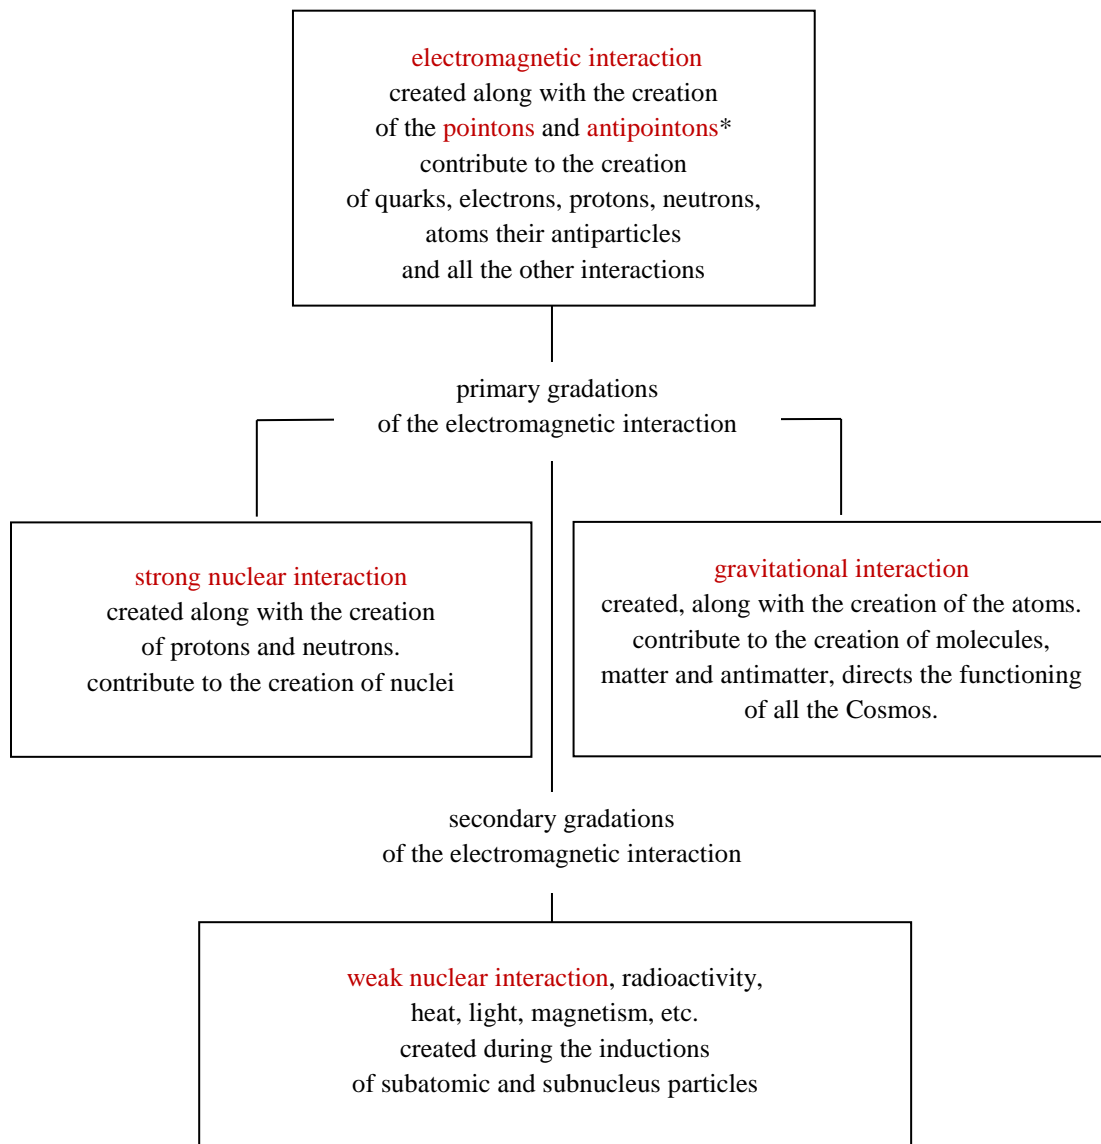 electromagnetic interaction
created along with the creation
of the pointons and antipointons*
contribute to the creation
of quarks, electrons, protons, neutrons,
atoms their antiparticles
and all the other interactions
primary gradations
of the electromagnetic interaction
strong nuclear interaction
created along with the creation
of protons and neutrons.
contribute to the creation of nuclei
gravitational interaction
created, along with the creation of the atoms.
contribute to the creation of molecules,
matter and antimatter, directs the functioning
of all the Cosmos.
secondary gradations
of the electromagnetic interaction
weak nuclear interaction, radioactivity,
heat, light, magnetism, etc.
created during the inductions
of subatomic and subnucleus particles